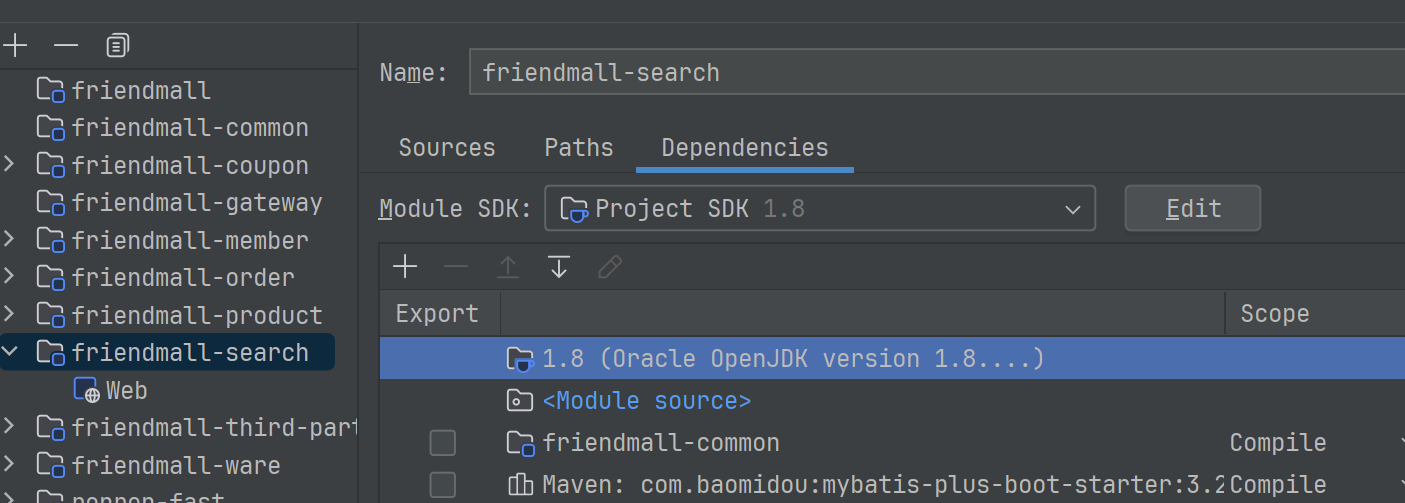 friendmall
friendmall-common
friendmall-coupon
friendmall-gateway
friendmall-member
friendmall-order
friendmall-product
friendmall-search
Web
friendmall-third-part
friendmall-ware
Name: friendmall-search
Sources Paths Dependencies
Module SDK: Project SDK 1.8 Edit
Export Scope
1.8 (Oracle OpenJDK version 1.8....)
<Module source>
friendmall-common Compile
Maven: com.baomidou:mybatis-plus-boot-starter:3.2 Compile